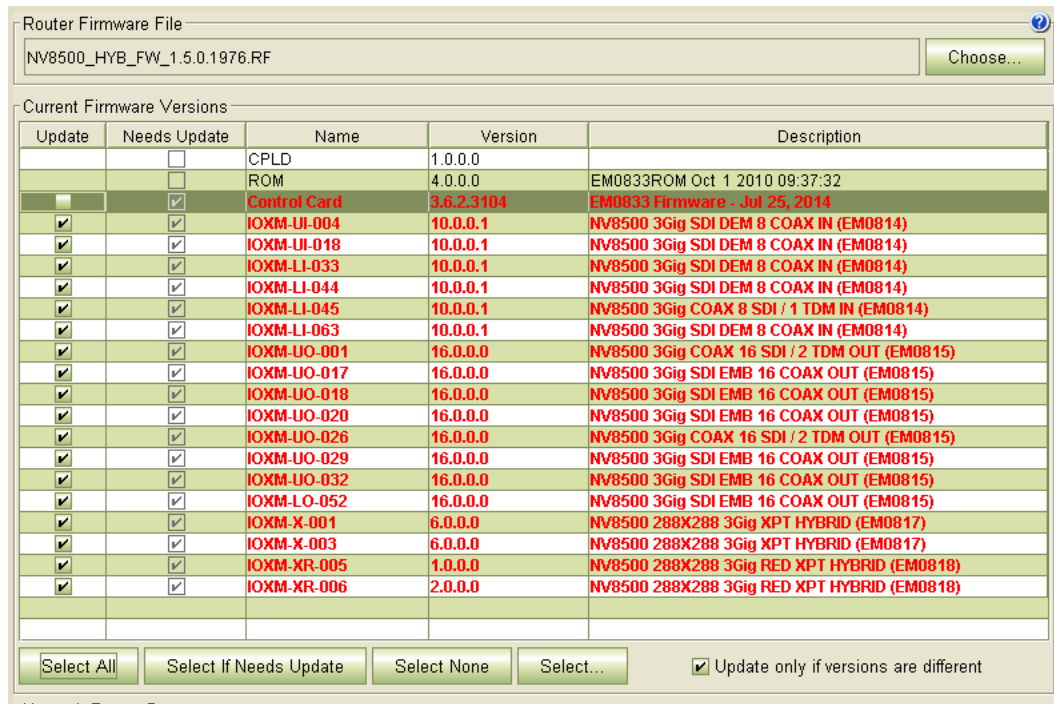 Router Firmware File
NV8500_HYB_FW_1.5.0.1976.RF Choose...
Current Firmware Versions
Update Needs Update Name Version Description
CPLD 1.0.0.0
ROM 4.0.0.0 EM0833ROM Oct 1 2010 09:37:32
Control Card 3.6.2.3104 EM0833 Firmware - Jul 25, 2014
IOXM-UI-004 10.0.0.1 NV8500 3Gig SDI DEM 8 COAX IN (EM0814)
IOXM-UI-018 10.0.0.1 NV8500 3Gig SDI DEM 8 COAX IN (EM0814)
IOXM-LI-033 10.0.0.1 NV8500 3Gig SDI DEM 8 COAX IN (EM0814)
IOXM-LI-044 10.0.0.1 NV8500 3Gig SDI DEM 8 COAX IN (EM0814)
IOXM-LI-045 10.0.0.1 NV8500 3Gig COAX 8 SDI / 1 TDM IN (EM0814)
IOXM-LI-063 10.0.0.1 NV8500 3Gig SDI DEM 8 COAX IN (EM0814)
IOXM-UO-001 16.0.0.0 NV8500 3Gig COAX 16 SDI / 2 TDM OUT (EM0815)
IOXM-UO-017 16.0.0.0 NV8500 3Gig SDI EMB 16 COAX OUT (EM0815)
IOXM-UO-018 16.0.0.0 NV8500 3Gig SDI EMB 16 COAX OUT (EM0815)
IOXM-UO-020 16.0.0.0 NV8500 3Gig SDI EMB 16 COAX OUT (EM0815)
IOXM-UO-026 16.0.0.0 NV8500 3Gig COAX 16 SDI / 2 TDM OUT (EM0815)
IOXM-UO-029 16.0.0.0 NV8500 3Gig SDI EMB 16 COAX OUT (EM0815)
IOXM-UO-032 16.0.0.0 NV8500 3Gig SDI EMB 16 COAX OUT (EM0815)
IOXM-LO-052 16.0.0.0 NV8500 3Gig SDI EMB 16 COAX OUT (EM0815)
IOXM-X-001 6.0.0.0 NV8500 288X288 3Gig XPT HYBRID (EM0817)
IOXM-X-003 6.0.0.0 NV8500 288X288 3Gig XPT HYBRID (EM0817)
IOXM-XR-005 1.0.0.0 NV8500 288X288 3Gig RED XPT HYBRID (EM0818)
IOXM-XR-006 2.0.0.0 NV8500 288X288 3Gig RED XPT HYBRID (EM0818)
Select All Select If Needs Update Select None Select... Update only if versions are different